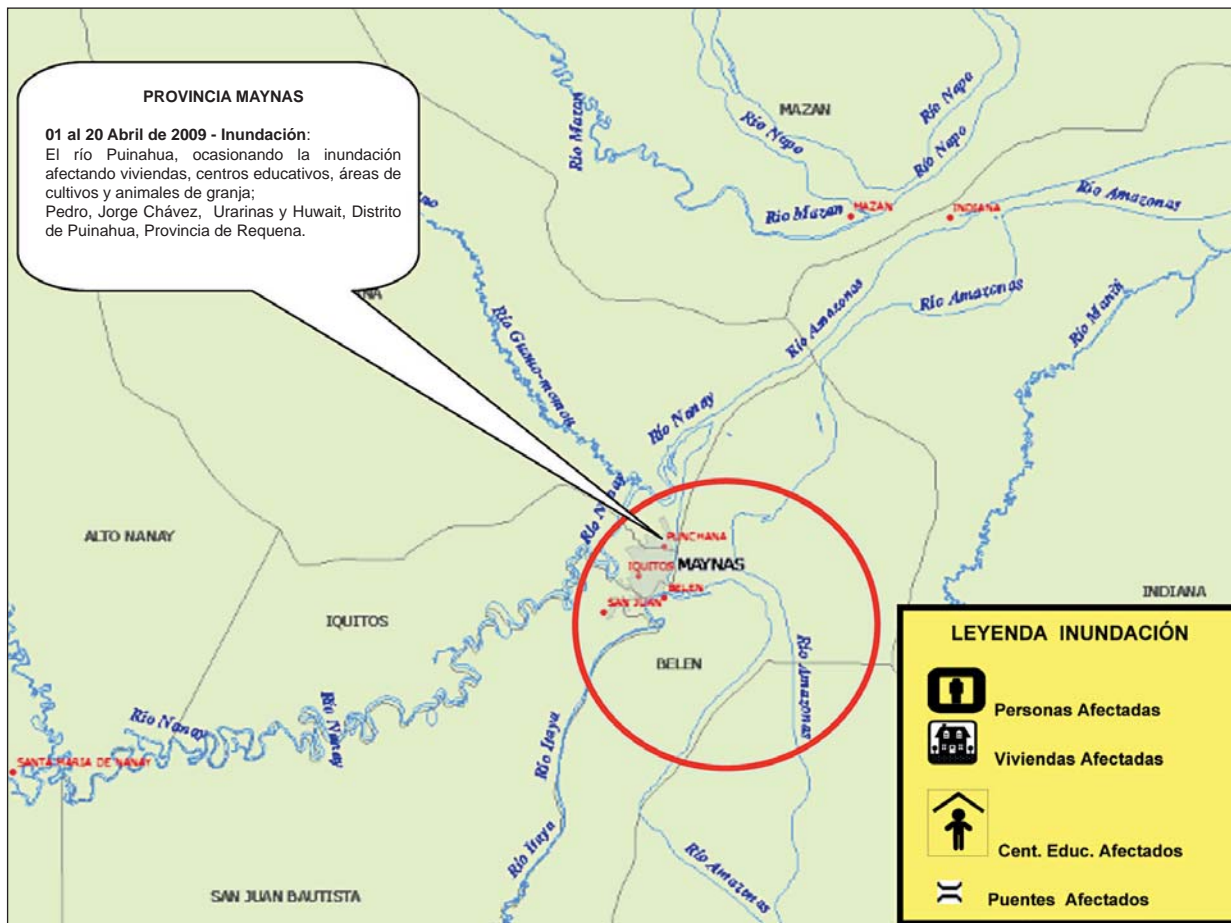 PROVINCIA MAYNAS
01 al 20 Abril de 2009 - Inundación:
El río Puinahua, ocasionando la inundación
afectando viviendas, centros educativos, áreas de
cultivos y animales de granja;
Pedro, Jorge Chávez, Urarinas y Huwait, Distrito
de Puinahua, Provincia de Requena.
MAZAN
Río Napo
Río Napo
Río Napo
Río Mazan
Río Mazan
MAZAN
INDIANA
Río Amazonas
Río Amazonas
Río Amazonas
Río Maniti
Río Nanay
Río Nanay
PUNCHANA
IQUITOS
MAYNAS
BELEN
SAN JUAN
ALTO NANAY
IQUITOS
BELEN
INDIANA
Río Amazonas
Río Nanay
Río Nanay
SANTA MARIA DE NANAY
Río Itaya
Río Itaya
Río Amazonas
SAN JUAN BAUTISTA
LEYENDA INUNDACIÓN
Personas Afectadas
Viviendas Afectadas
Cent. Educ. Afectados
Puentes Afectados